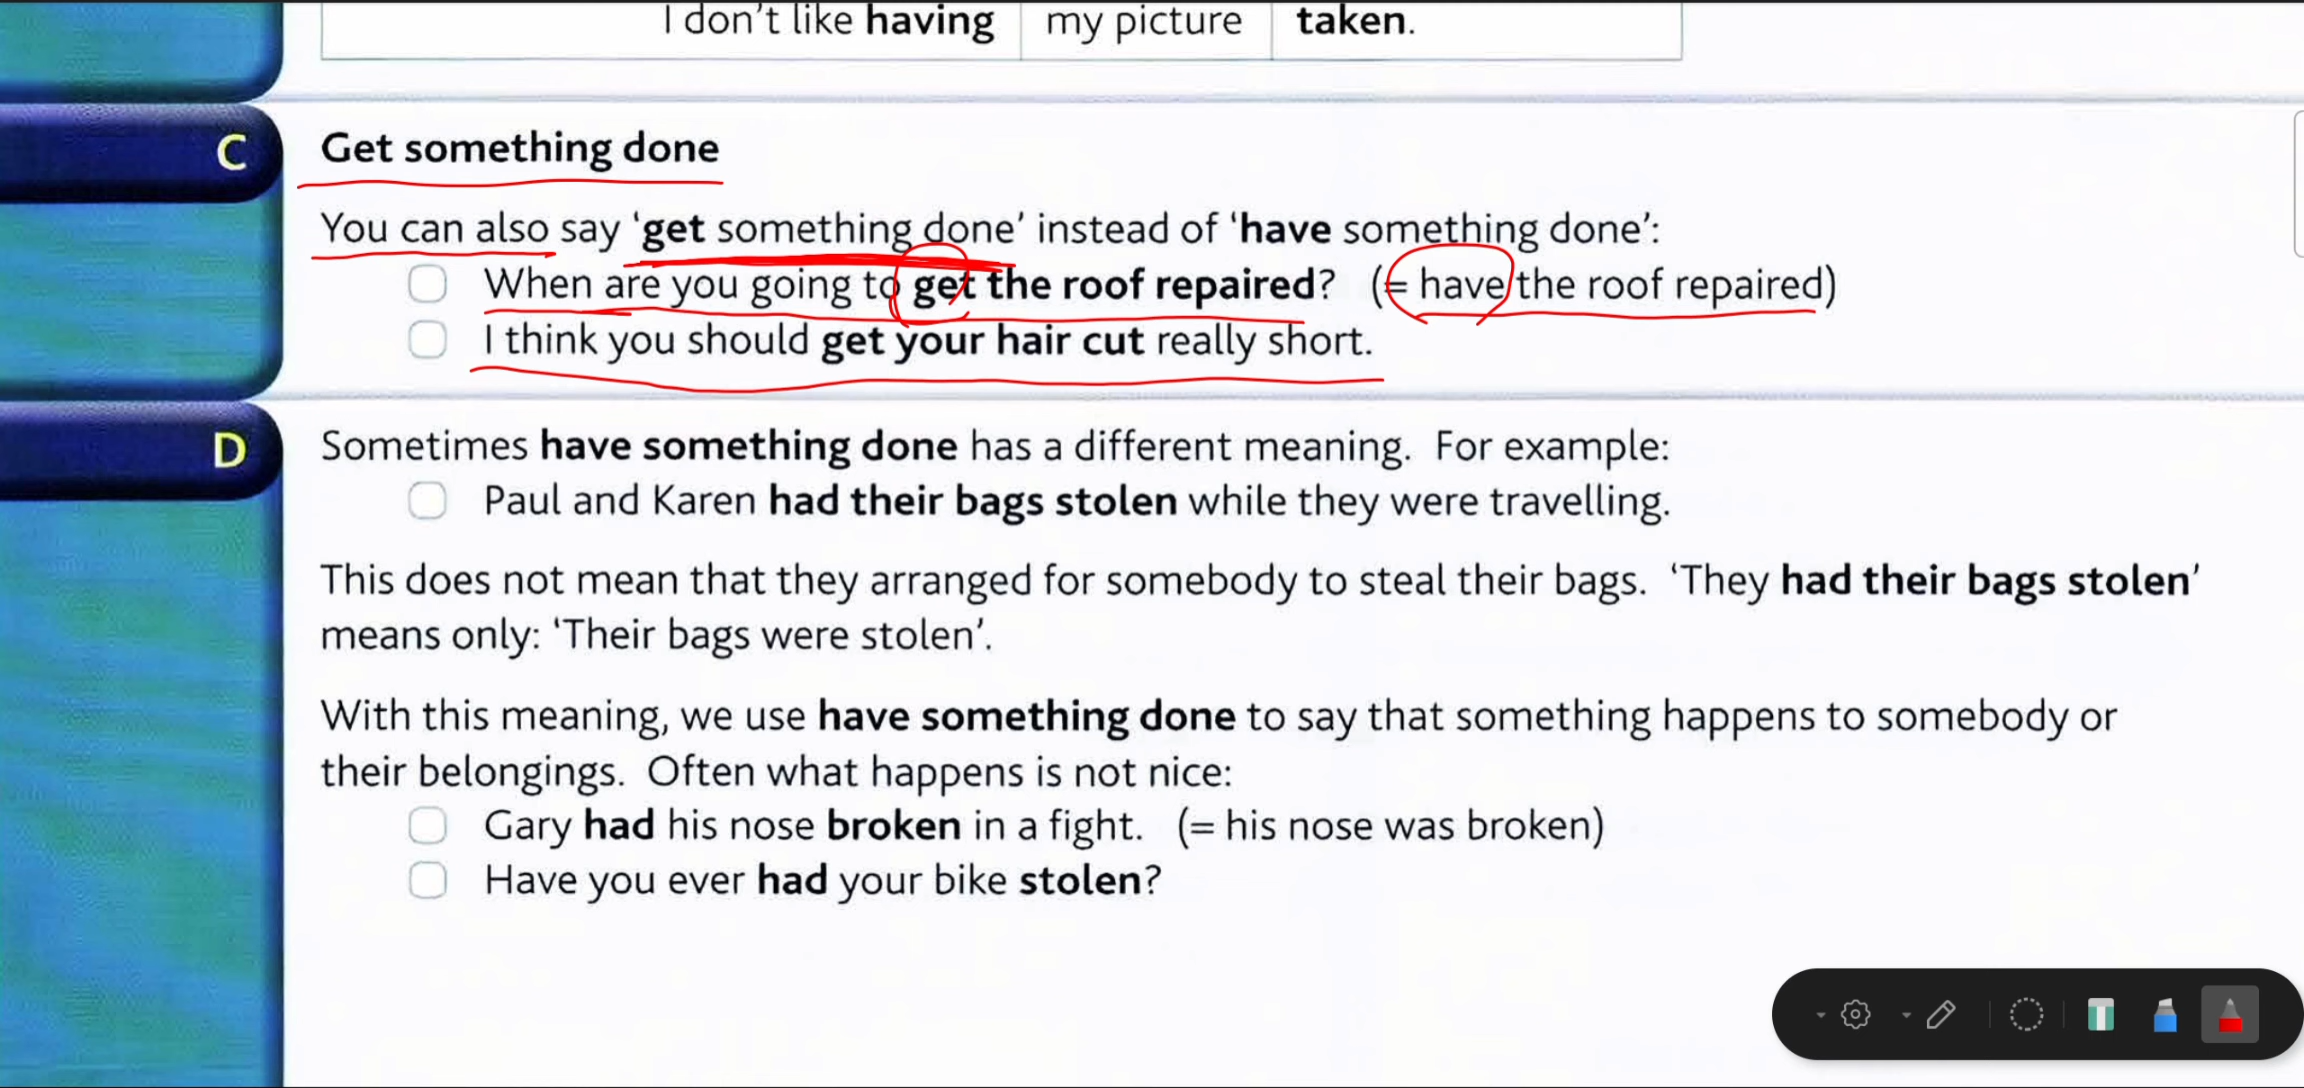 I don't like having my picture taken.
C Get something done
You can also say 'get something done' instead of 'have something done':
When are you going to get the roof repaired? (= have the roof repaired)
I think you should get your hair cut really short.
D Sometimes have something done has a different meaning. For example:
Paul and Karen had their bags stolen while they were travelling.
This does not mean that they arranged for somebody to steal their bags. 'They had their bags stolen'
means only: 'Their bags were stolen'.
With this meaning, we use have something done to say that something happens to somebody or
their belongings. Often what happens is not nice:
Gary had his nose broken in a fight. (= his nose was broken)
Have you ever had your bike stolen?